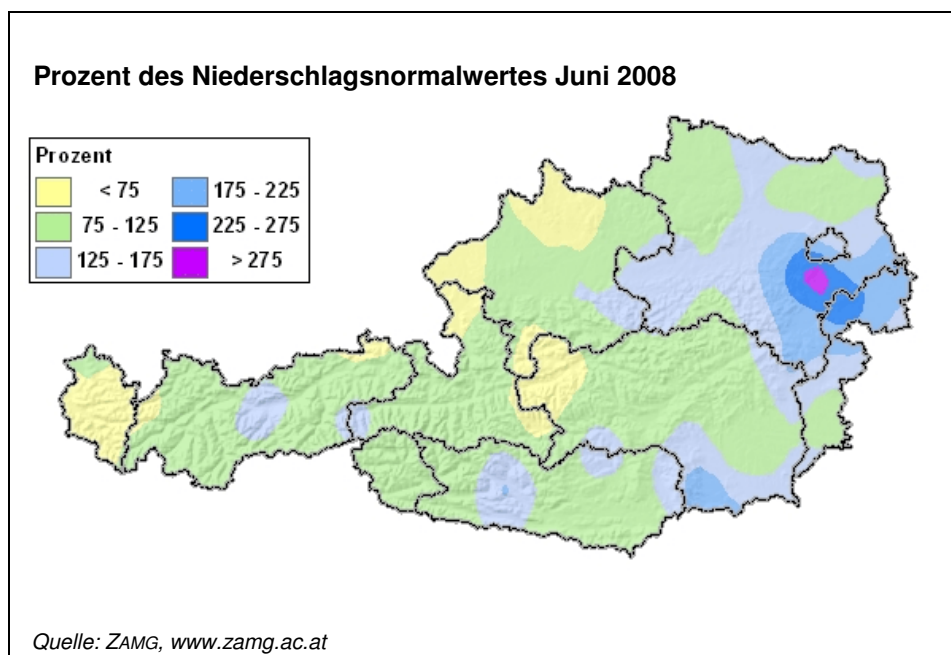 Prozent des Niederschlagsnormalwertes Juni 2008
Prozent
< 75
175 - 225
75 - 125
225 - 275
125 - 175
> 275
Quelle: ZAMG, www.zamg.ac.at